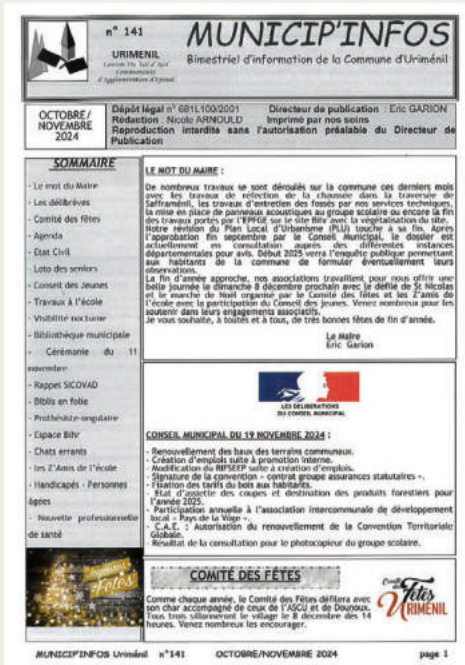 n° 141
URIMENIL
MUNICIP'INFOS
Bimestriel d'information de la Commune d'Uriménil
Communauté
d'Agglomération d'Epinal
OCTOBRE/
NOVEMBRE
2024
Dépôt légal n° 681L100/2001 Directeur de publication : Eric GARION
Rédaction : Nicole ARNOULD Imprimé par nos soins
Reproduction interdite sans l'autorisation préalable du Directeur de
Publication
SOMMAIRE
- Le mot du Maire
- Les délibérés
- Comité des fêtes
- Agenda
- Etat Civil
- Loto des seniors
- Conseil des Jeunes
- Travaux à l'école
- Visibilité nocturne
- Bibliothèque municipale
- Cérémonie du 11
novembre
- Rappel SICOVAD
- Biblis en folie
- Prothésiste-ongulaire
- Espace Bihr
- Chats errants
- Les Z'Amis de l'école
- Handicapés - Personnes
âgées
- Nouvelle professionnelle
de santé
Joyeuses
Fêtes
LE MOT DU MAIRE :
De nombreux travaux se sont déroulés sur la commune ces derniers mois
avec les travaux de réfection de la chaussée dans la traversée de
Safframénil, les travaux d'entretien des fossés par nos services techniques,
la mise en place de panneaux acoustiques au groupe scolaire ou encore la fin
des travaux portés par l'EPFGE sur le site Bihr avec la végétalisation du site.
Notre révision du Plan Local d'Urbanisme (PLU) touche à sa fin. Après
l'approbation fin septembre par le Conseil Municipal, le dossier est
actuellement en consultation auprès des différentes instances
départementales pour avis. Début 2025 verra l'enquête publique permettant
aux habitants de la commune de formuler éventuellement leurs
observations.
La fin d'année approche, nos associations travaillent pour nous offrir une
belle journée le dimanche 8 décembre prochain avec le défilé de St Nicolas
et le marché de Noël organisé par le Comité des fêtes et les Z'amis de
l'école avec la participation du Conseil des jeunes. Venez nombreux pour les
soutenir dans leurs engagements associatifs.
Je vous souhaite, à toutes et à tous, de très bonnes fêtes de fin d'année.
Le Maire
Eric Garion
LES DELIBERATIONS
DU CONSEIL MUNICIPAL
CONSEIL MUNICIPAL DU 19 NOVEMBRE 2024 :
- Renouvellement des baux des terrains communaux.
- Création d'emplois suite à promotion interne.
- Modification du RIFSEEP suite à création d'emplois.
- Signature de la convention « contrat groupe assurances statutaires ».
- Fixation des tarifs du bois aux habitants.
- Etat d'assiette des coupes et destination des produits forestiers pour
l'année 2025.
- Participation annuelle à l'association intercommunale de développement
local « Pays de la Vôge ».
- C.A.E. : Autorisation du renouvellement de la Convention Territoriale
Globale.
- Résultat de la consultation pour le photocopieur du groupe scolaire.
COMITÉ DES FÊTES
Comme chaque année, le Comité des Fêtes défilera avec
son char accompagné de ceux de l'ASCU et de Dounoux.
Tous trois sillonneront le village le 8 décembre dès 14
heures. Venez nombreux les encourager.
Comité des
Fêtes
URIMÉNIL
MUNICIP'INFOS Uriménil n°141 OCTOBRE/NOVEMBRE 2024 page 1